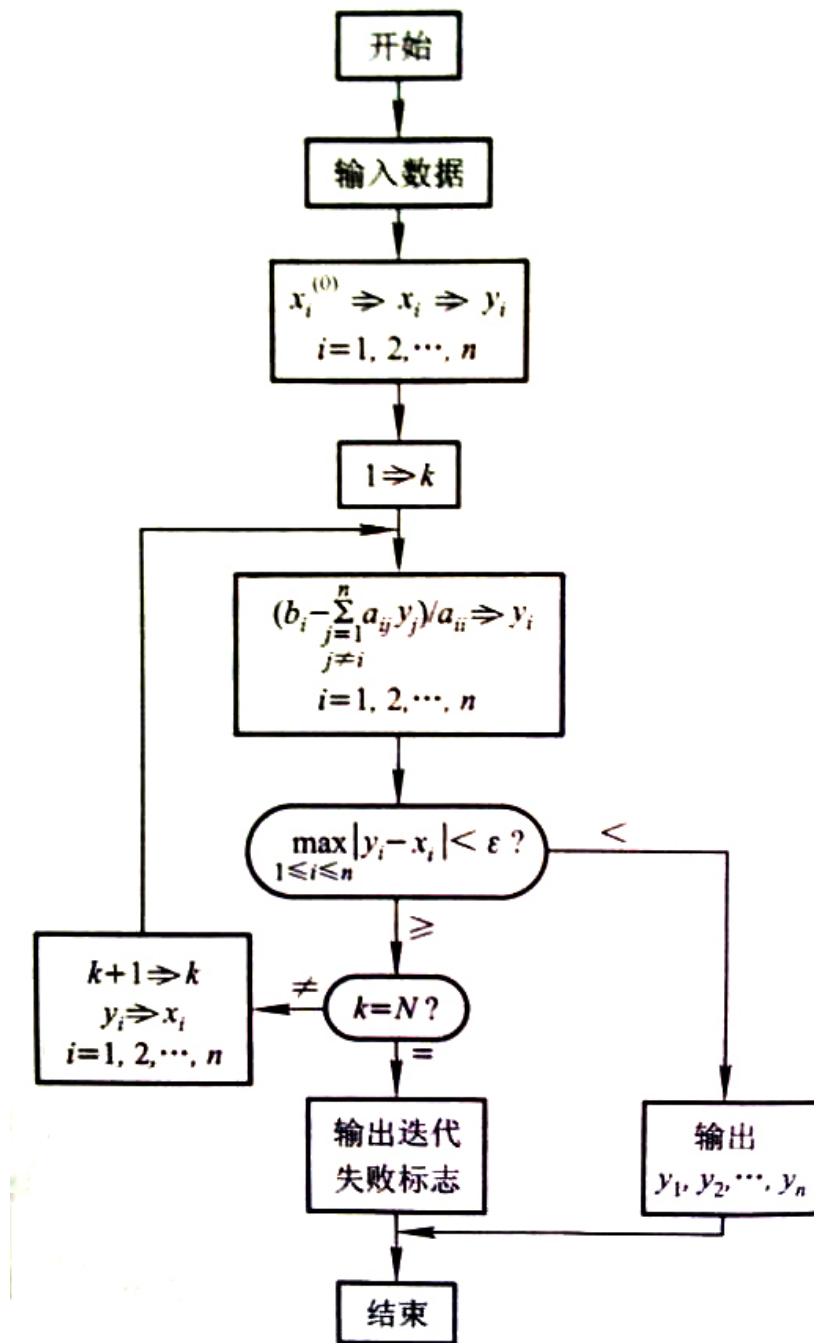 开始
输入数据
x_i^{(0)} ⇒ x_i ⇒ y_i
i=1, 2,⋯, n
1⇒k
(b_i-\sum_{j=1, j≠i}^{n} a_{ij} y_j)/a_{ii}⇒y_i
i=1, 2,⋯, n
\max_{1≤i≤n}|y_i-x_i|< ε ?
<
≥
k+1⇒k
y_i⇒x_i
i=1, 2,⋯, n
≠
k=N?
=
输出迭代
失败标志
输出
y_1, y_2,⋯, y_n
结束